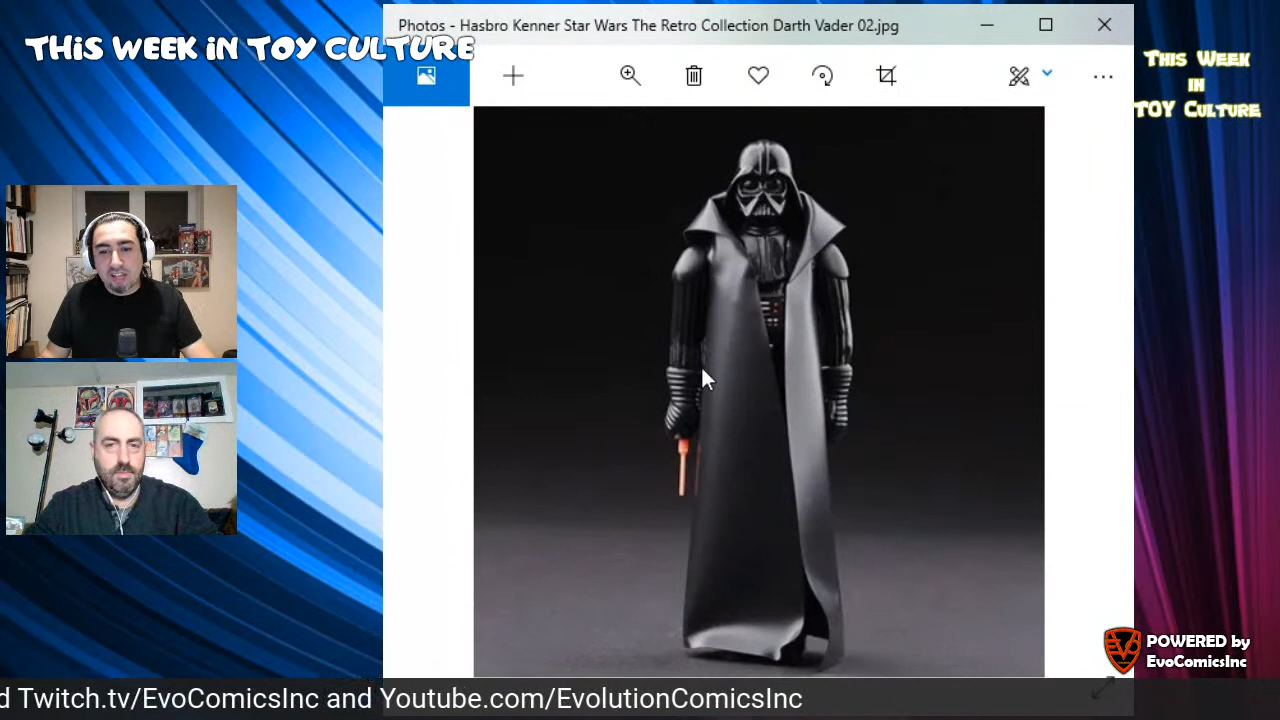 Photos - Hasbro Kenner Star Wars The Retro Collection Darth Vader 02.jpg
THiS WEEK iN TOY CULTURE
This Week
in
TOY Culture
EVO
POWERED by
EvoComicsInc
d Twitch.tv/EvoComicsInc and Youtube.com/EvolutionComicsInc